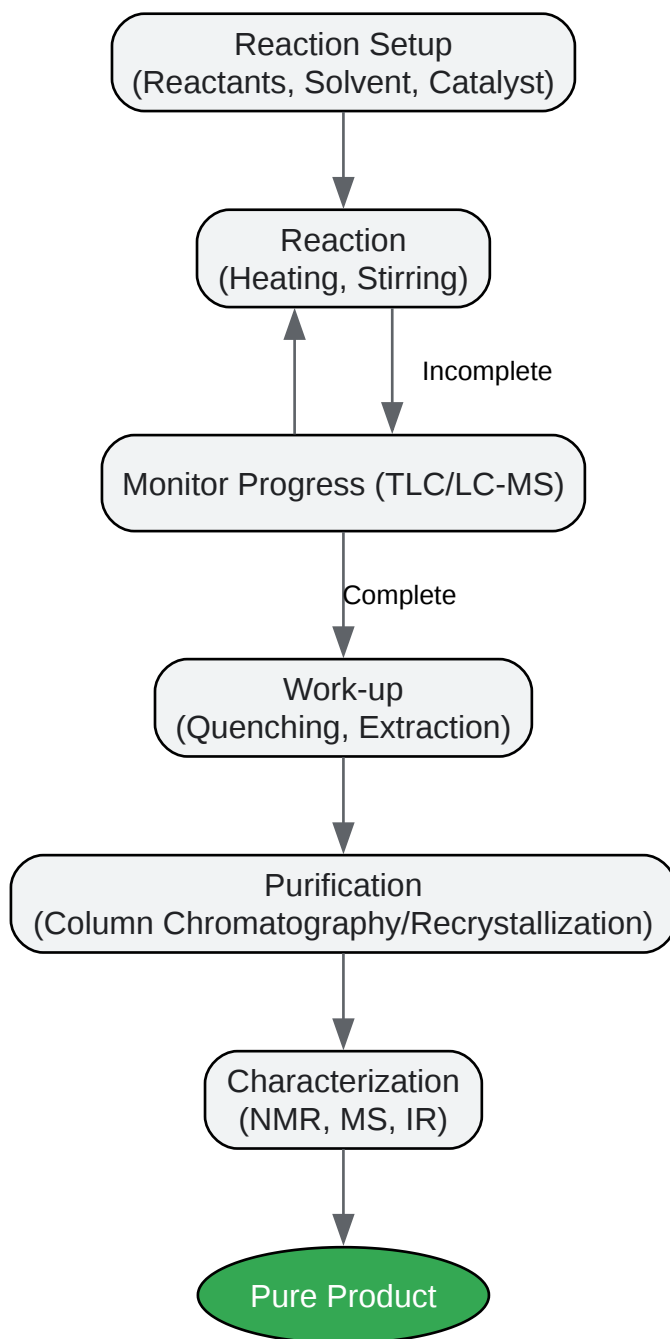 Reaction Setup
(Reactants, Solvent, Catalyst)
Reaction
(Heating, Stirring)
Incomplete
Monitor Progress (TLC/LC-MS)
Complete
Work-up
(Quenching, Extraction)
Purification
(Column Chromatography/Recrystallization)
Characterization
(NMR, MS, IR)
Pure Product